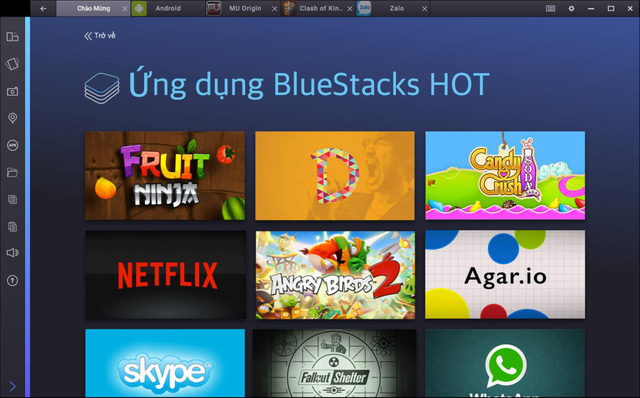 Chào Mừng
Android
MU Origin
Clash of Kin..
Zalo
Trở về
Ứng dụng BlueStacks HOT
FRUIT
NINJA
D
Candy
Crush
SODA
NETFLIX
ANGRY BIRDS 2
Agar.io
skype
Fallout Shelter
WhatsApp
APK